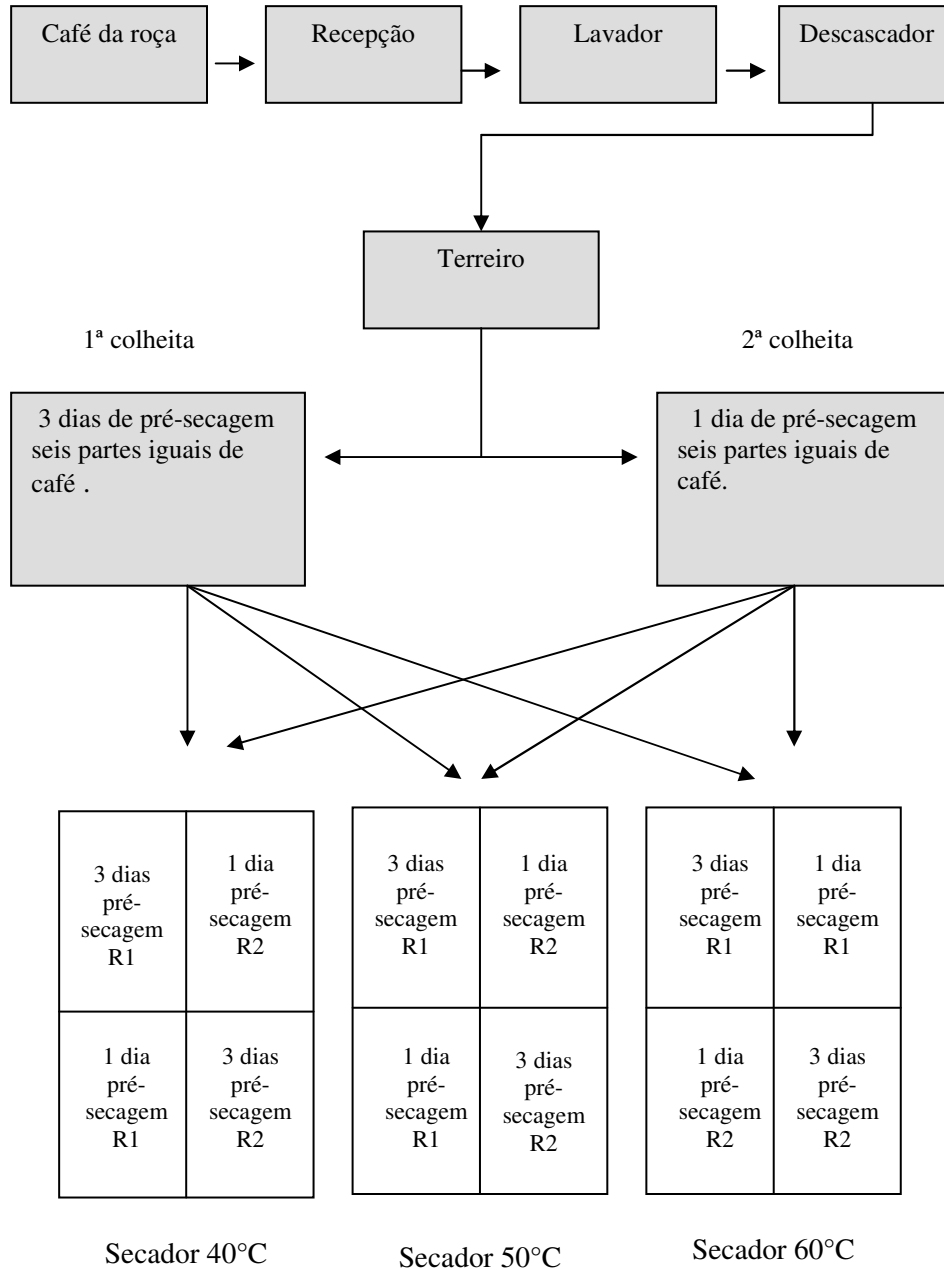 Café da roça
Recepção
Lavador
Descascador
Terreiro
1ª colheita
2ª colheita
3 dias de pré-secagem
seis partes iguais de
café .
1 dia de pré-secagem
seis partes iguais de
café.
3 dias
pré-
secagem
R1
1 dia
pré-
secagem
R2
1 dia
pré-
secagem
R1
3 dias
pré-
secagem
R2
3 dias
pré-
secagem
R1
1 dia
pré-
secagem
R2
1 dia
pré-
secagem
R1
3 dias
pré-
secagem
R2
3 dias
pré-
secagem
R1
1 dia
pré-
secagem
R1
1 dia
pré-
secagem
R2
3 dias
pré-
secagem
R2
Secador 40°C
Secador 50°C
Secador 60°C